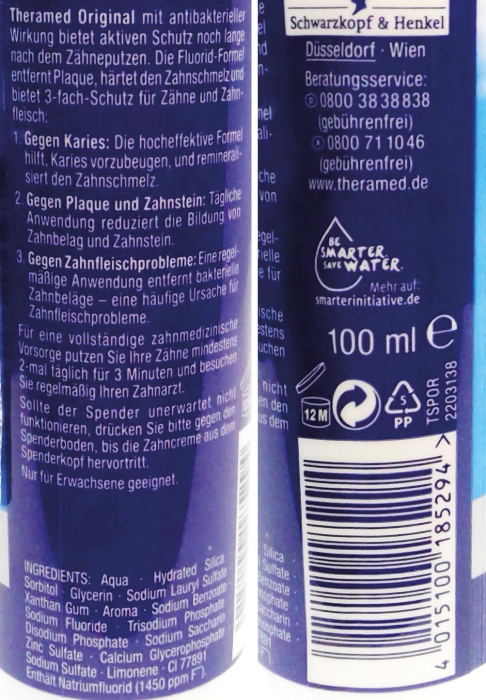 Theramed Original mit antibakterieller
Wirkung bietet aktiven Schutz noch lange
nach dem Zähneputzen. Die Fluorid-Formel
entfernt Plaque, härtet den Zahnschmelz und
bietet 3-fach-Schutz für Zähne und Zahn-
fleisch:
1. Gegen Karies: Die hocheffektive Formel
hilft, Karies vorzubeugen, und reminerali-
siert den Zahnschmelz.
2. Gegen Plaque und Zahnstein: Tägliche
Anwendung reduziert die Bildung von
Zahnbelag und Zahnstein.
3. Gegen Zahnfleischprobleme: Eine regel-
mäßige Anwendung entfernt bakterielle
Zahnbeläge – eine häufige Ursache für
Zahnfleischprobleme.
Für eine vollständige zahnmedizinische
Vorsorge putzen Sie Ihre Zähne mindestens
2-mal täglich für 3 Minuten und besuchen
Sie regelmäßig Ihren Zahnarzt.
Sollte der Spender unerwartet nicht
funktionieren, drücken Sie bitte gegen den
Spenderboden, bis die Zahncreme aus dem
Spenderkopf hervortritt.
Nur für Erwachsene geeignet.
INGREDIENTS: Aqua · Hydrated Silica
Sorbitol · Glycerin · Sodium Lauryl Sulfate
Xanthan Gum · Aroma · Sodium Benzoate
Sodium Fluoride · Trisodium Phosphate
Disodium Phosphate · Sodium Saccharin
Zinc Sulfate · Calcium Glycerophosphate
Sodium Sulfate · Limonene · CI 77891
Enthält Natriumfluorid (1450 ppm F⁻).
Schwarzkopf & Henkel
Düsseldorf · Wien
Beratungsservice:
0800 3838838
(gebührenfrei)
0800 711046
(gebührenfrei)
www.theramed.de
BE
SMARTER.
SAVE WATER.
Mehr auf:
smarterinitiative.de
100 ml ℮
12 M
5
PP
TSPOR
2203138
4 015100 185294 >